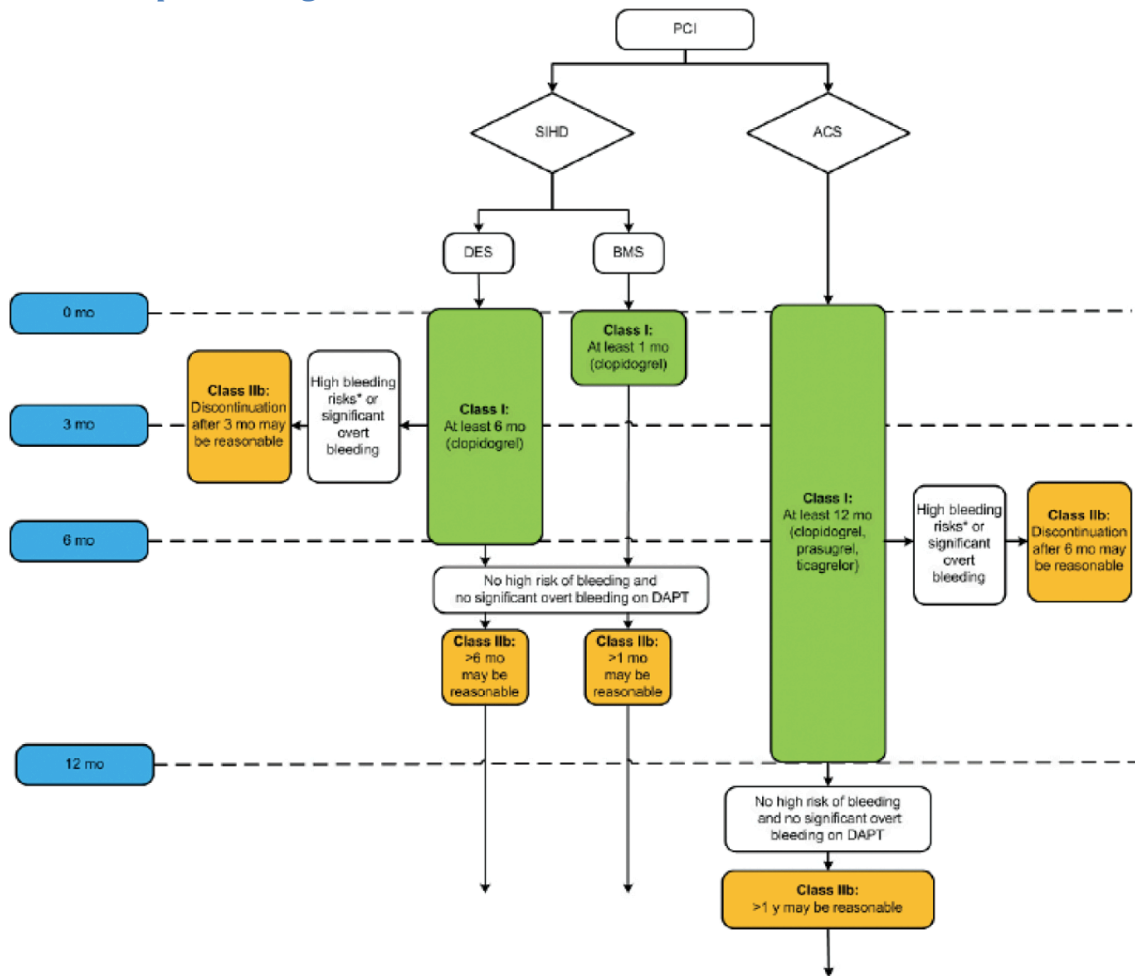 PCI
SIHD
ACS
DES
BMS
0 mo
Class I:
At least 1 mo
(clopidogrel)
Class IIb:
Discontinuation
after 3 mo may
be reasonable
High bleeding
risks* or
significant
overt
bleeding
Class I:
At least 6 mo
(clopidogrel)
3 mo
Class I:
At least 12 mo
(clopidogrel,
prasugrel,
ticagrelor)
High bleeding
risks* or
significant
overt
bleeding
Class IIb:
Discontinuation
after 6 mo may
be reasonable
6 mo
No high risk of bleeding and
no significant overt bleeding on DAPT
Class IIb:
>6 mo
may be
reasonable
Class IIb:
>1 mo
may be
reasonable
12 mo
No high risk of bleeding
and no significant overt
bleeding on DAPT
Class IIb:
>1 y may be reasonable